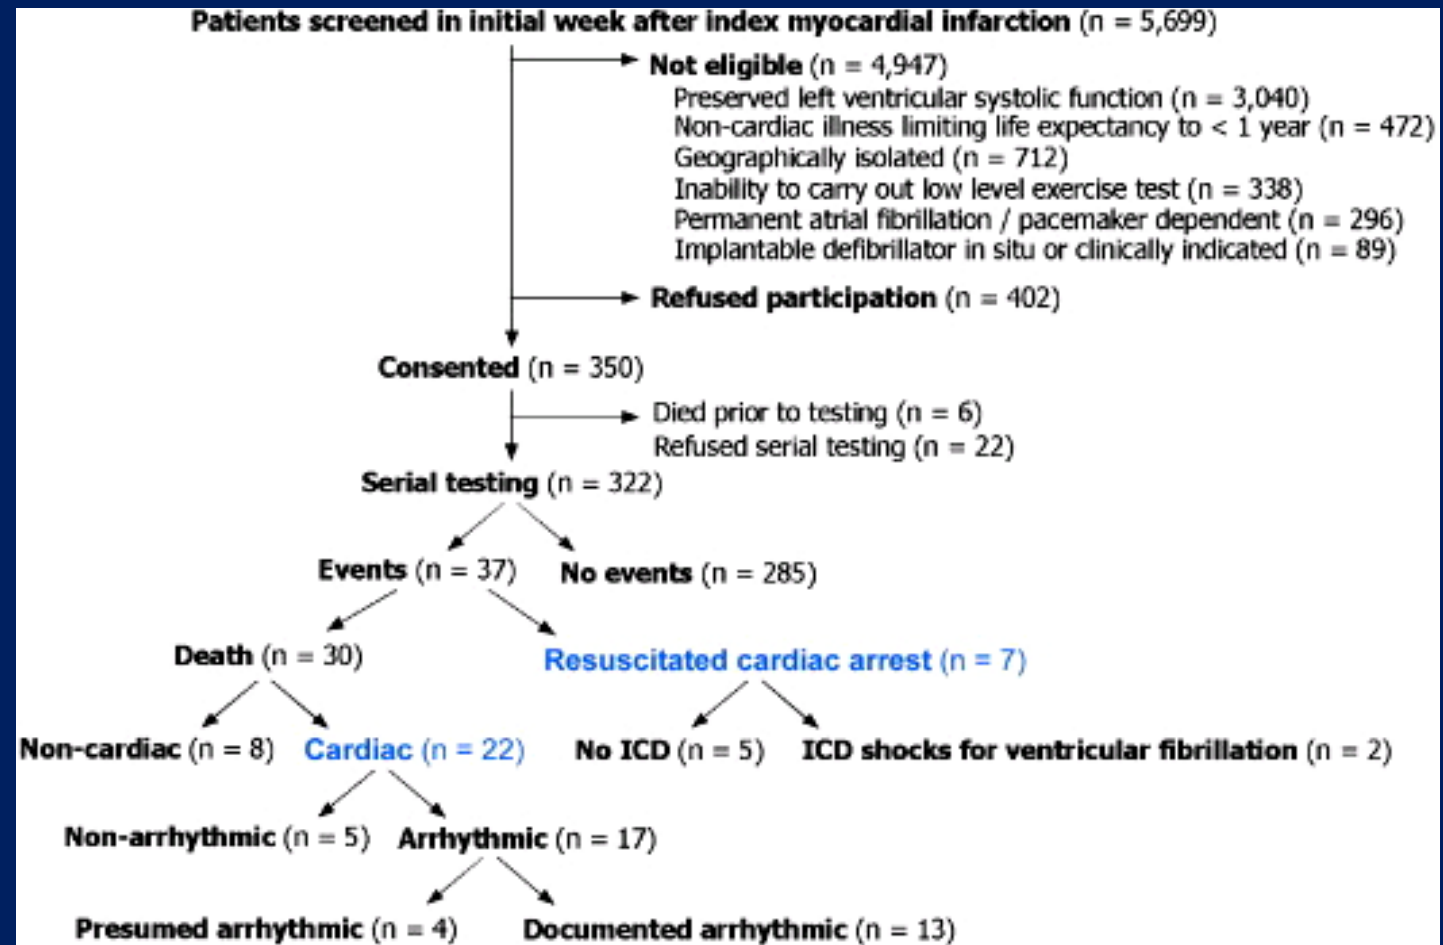 Patients screened in initial week after index myocardial infarction (n = 5,699)
Not eligible (n = 4,947)
Preserved left ventricular systolic function (n = 3,040)
Non-cardiac illness limiting life expectancy to < 1 year (n = 472)
Geographically isolated (n = 712)
Inability to carry out low level exercise test (n = 338)
Permanent atrial fibrillation / pacemaker dependent (n = 296)
Implantable defibrillator in situ or clinically indicated (n = 89)
Refused participation (n = 402)
Consented (n = 350)
Died prior to testing (n = 6)
Refused serial testing (n = 22)
Serial testing (n = 322)
Events (n = 37) No events (n = 285)
Death (n = 30) Resuscitated cardiac arrest (n = 7)
Non-cardiac (n = 8) Cardiac (n = 22) No ICD (n = 5) ICD shocks for ventricular fibrillation (n = 2)
Non-arrhythmic (n = 5) Arrhythmic (n = 17)
Presumed arrhythmic (n = 4) Documented arrhythmic (n = 13)